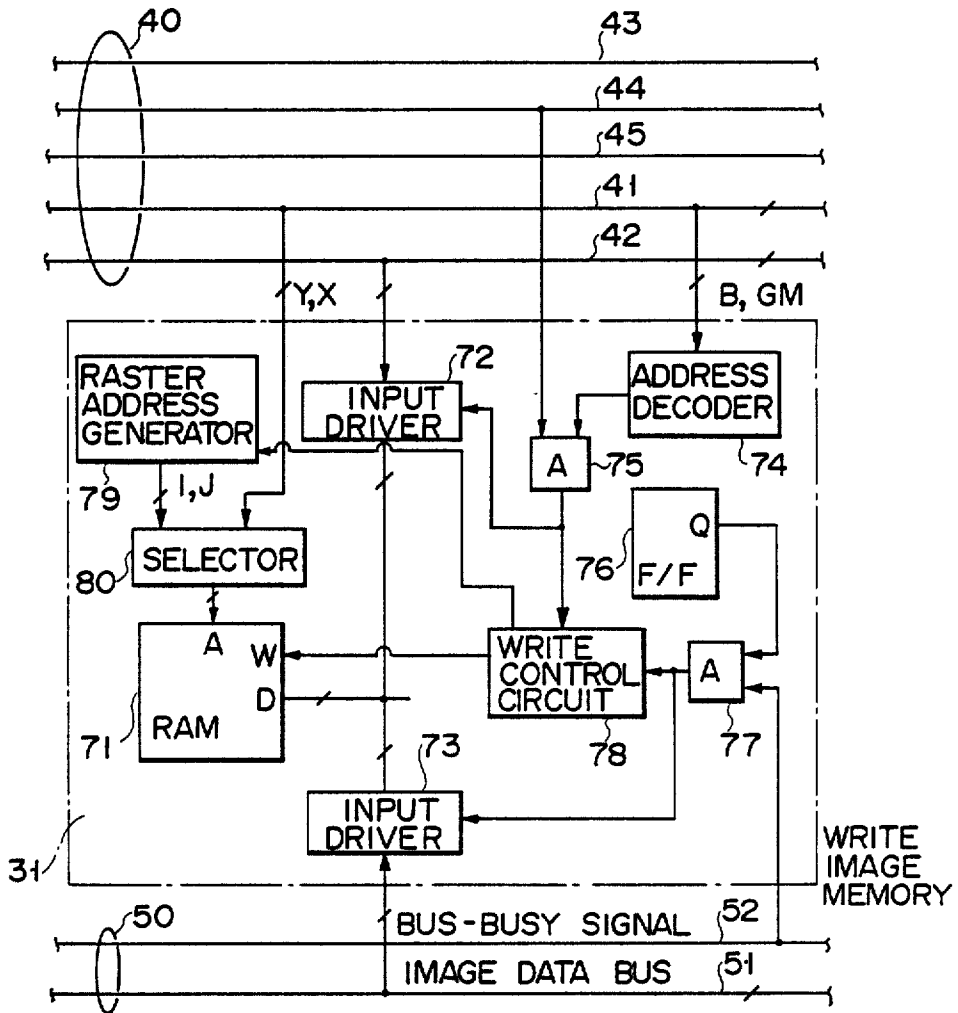 40
43
44
45
41
42
Y,X
B, GM
72
RASTER
ADDRESS
GENERATOR
INPUT
DRIVER
ADDRESS
DECODER
79
I,J
A
75
74
SELECTOR
80
76
Q
F/F
A
W
D
RAM
71
WRITE
CONTROL
CIRCUIT
78
A
77
73
INPUT
DRIVER
31
WRITE
IMAGE
MEMORY
50
BUS-BUSY SIGNAL
52
IMAGE DATA BUS
51